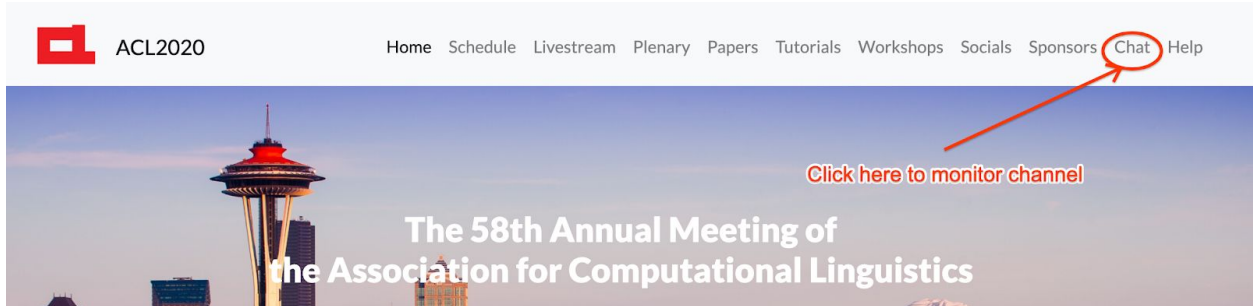 ACL2020
Home Schedule Livestream Plenary Papers Tutorials Workshops Socials Sponsors Chat Help
Click here to monitor channel
The 58th Annual Meeting of
the Association for Computational Linguistics